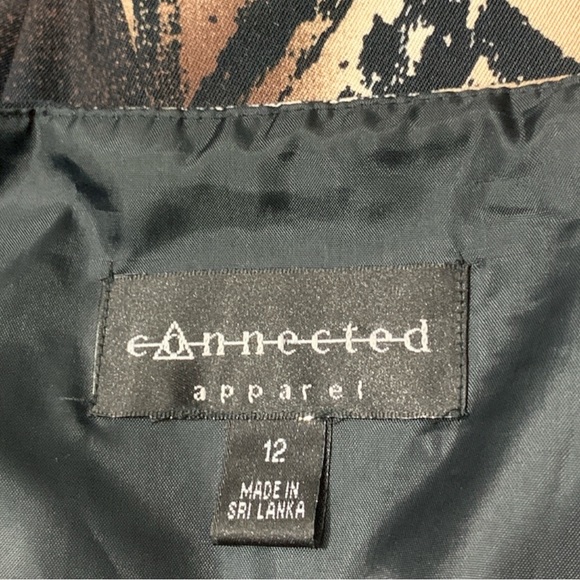 connected
apparel
12
MADE IN
SRI LANKA